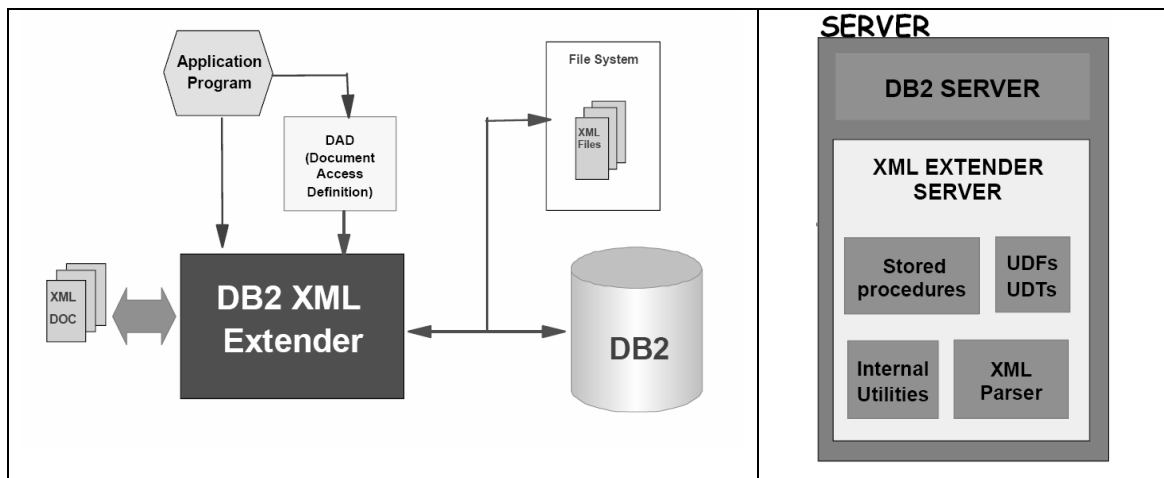 Application
Program
DAD
(Document
Access
Definition)
File System
XML
Files
XML
DOC
DB2 XML
Extender
DB2
SERVER
DB2 SERVER
XML EXTENDER
SERVER
Stored
procedures
UDFs
UDTs
Internal
Utilities
XML
Parser